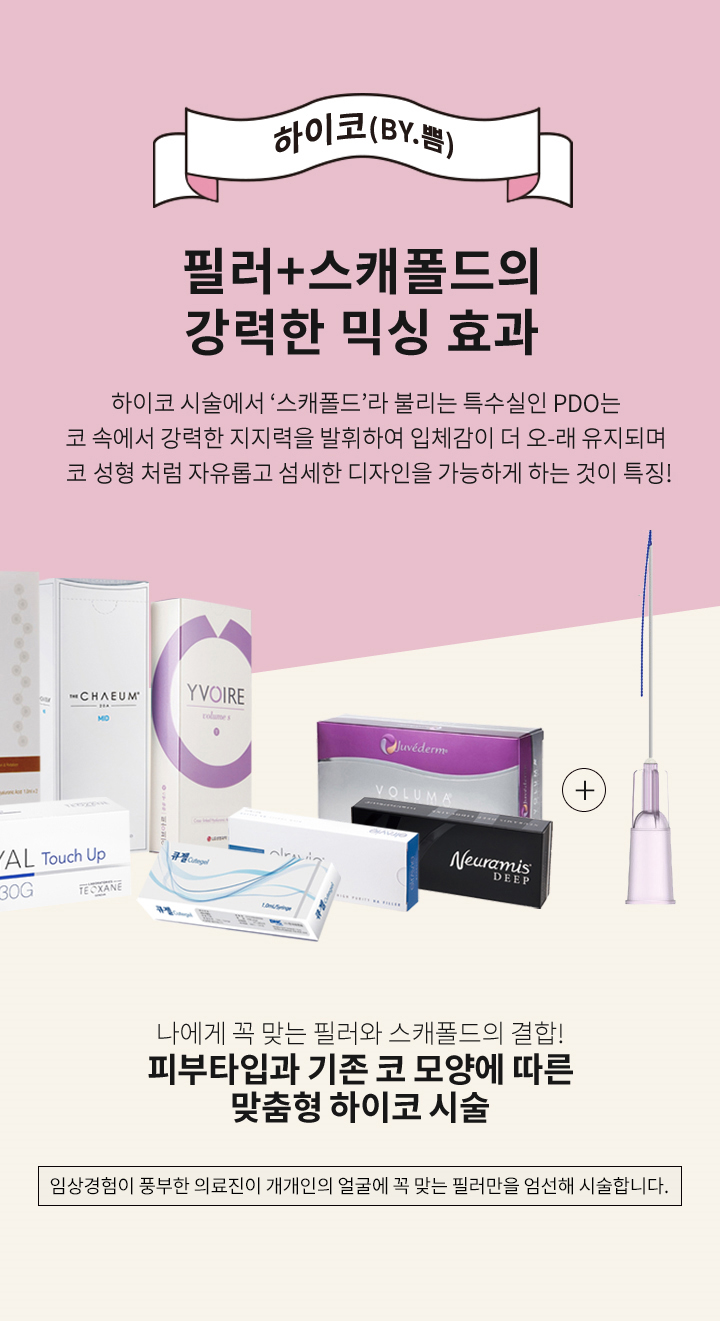 하이코(BY.쁨)
필러+스캐폴드의
강력한 믹싱 효과
하이코 시술에서 ‘스캐폴드’라 불리는 특수실인 PDO는
코 속에서 강력한 지지력을 발휘하여 입체감이 더 오-래 유지되며
코 성형 처럼 자유롭고 섬세한 디자인을 가능하게 하는 것이 특징!
THE CHAEUM
MD
YVOIRE
volume s
Juvéderm
VOLUMA
YAL Touch Up
30G
TEOXANE
큐젤 Cuttegel
1.0mL/Syringe
큐젤
Neuramis
DEEP
+
나에게 꼭 맞는 필러와 스캐폴드의 결합!
피부타입과 기존 코 모양에 따른
맞춤형 하이코 시술
임상경험이 풍부한 의료진이 개개인의 얼굴에 꼭 맞는 필러만을 엄선해 시술합니다.